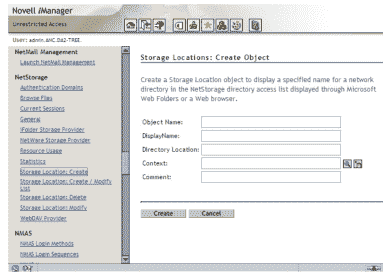 Novell iManager
Unrestricted Access
User: admin.AMC.DA2-TREE.
NetMail Management
Launch NetMail Management
NetStorage
Authentication Domains
Browse Files
Current Sessions
General
iFolder Storage Provider
NetWare Storage Provider
Resource Usage
Statistics
Storage Location: Create
Storage Location: Create / Modify List
Storage Location: Delete
Storage Location: Modify
WebDAV Provider
NMAS
NMAS Login Methods
NMAS Login Sequences
Storage Locations: Create Object
Create a Storage Location object to display a specified name for a network
directory in the NetStorage directory access list displayed through Microsoft
Web Folders or a Web browser.
Object Name:
DisplayName:
Directory Location:
Context:
Comment:
Create
Cancel